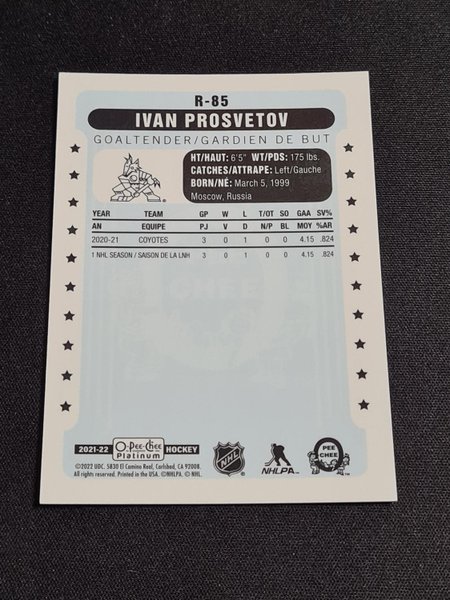 R-85
IVAN PROSVETOV
GOALTENDER/GARDIEN DE BUT
HT/HAUT: 6'5" WT/PDS: 175 lbs.
CATCHES/ATTRAPE: Left/Gauche
BORN/NÉ: March 5, 1999
Moscow, Russia
YEAR TEAM GP W L T/OT SO GAA SV%
AN EQUIPE PJ V D N/P BL MOY %AR
2020-21 COYOTES 3 0 1 0 0 4.15 .824
1 NHL SEASON / SAISON DE LA LNH 3 0 1 0 0 4.15 .824
2021-22 O-Pee-Chee Platinum HOCKEY
©2022 UDC. 5830 El Camino Real, Carlsbad, CA 92008.
All rights reserved. Printed in the USA. ©NHLPA. © NHL.
NHL
NHLPA
PEE
CHEE